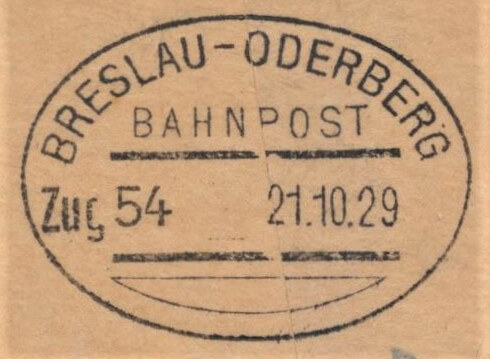 BRESLAU-ODERBERG
BAHNPOST
Zug 54 21.10.29